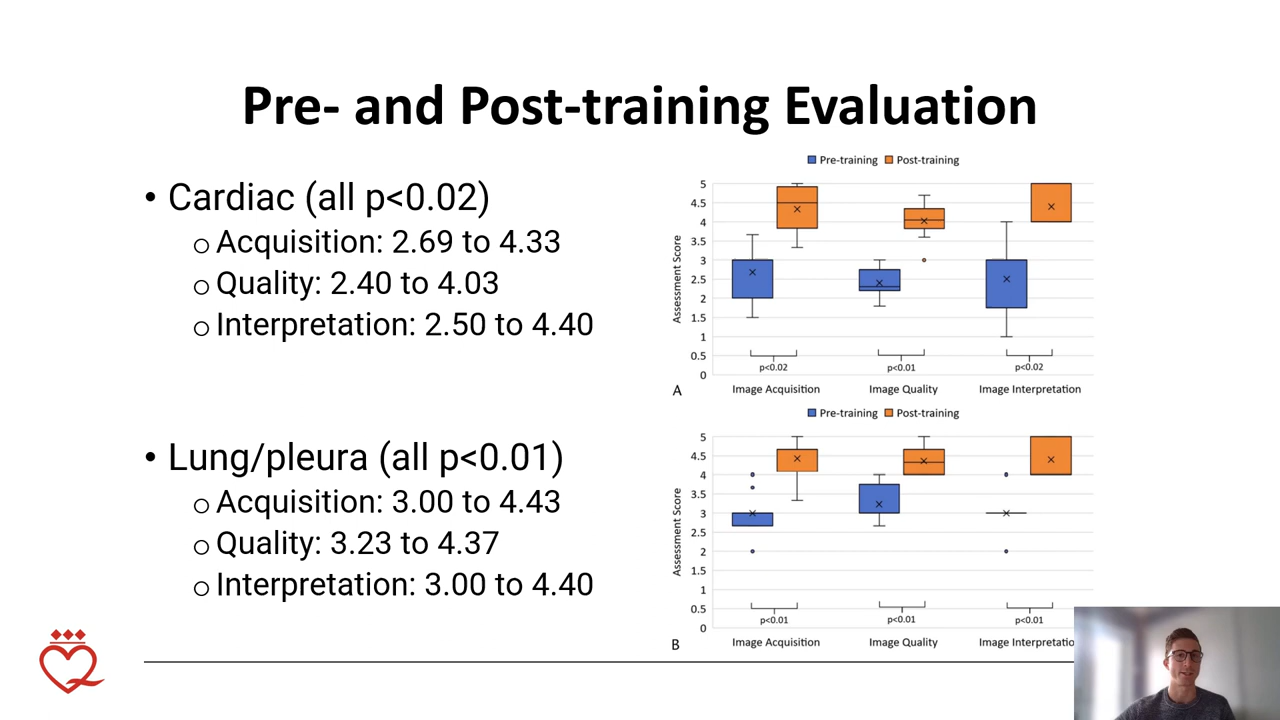 Pre- and Post-training Evaluation
• Cardiac (all p<0.02)
○ Acquisition: 2.69 to 4.33
○ Quality: 2.40 to 4.03
○ Interpretation: 2.50 to 4.40
• Lung/pleura (all p<0.01)
○ Acquisition: 3.00 to 4.43
○ Quality: 3.23 to 4.37
○ Interpretation: 3.00 to 4.40
Pre-training Post-training
Assessment Score
5
4.5
4
3.5
3
2.5
2
1.5
1
0.5
0
p<0.02 p<0.01 p<0.02
Image Acquisition Image Quality Image Interpretation
A
Pre-training Post-training
Assessment Score
5
4.5
4
3.5
3
2.5
2
1.5
1
0.5
0
p<0.01 p<0.01 p<0.01
Image Acquisition Image Quality Image Interpretatio
B